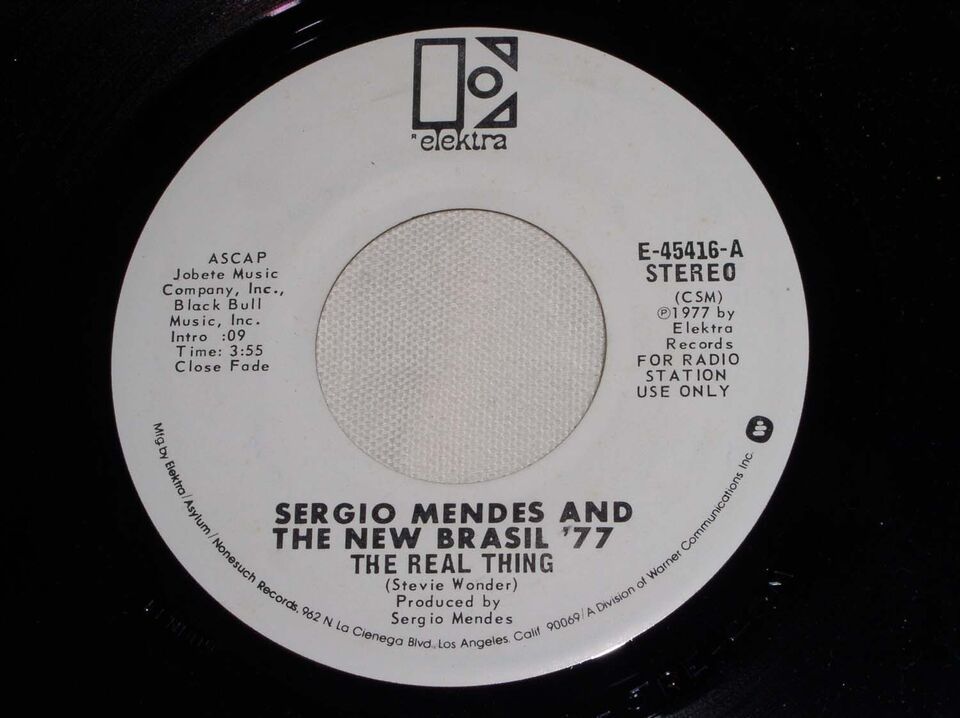 R elektra
ASCAP
Jobete Music
Company, Inc.,
Black Bull
Music, Inc.
Intro :09
Time: 3:55
Close Fade
E-45416-A
STEREO
(CSM)
℗1977 by
Elektra
Records
FOR RADIO
STATION
USE ONLY
SERGIO MENDES AND
THE NEW BRASIL '77
THE REAL THING
(Stevie Wonder)
Produced by
Sergio Mendes
Mfg by Elektra/Asylum/Nonesuch Records, 962 N. La Cienega Blvd., Los Angeles, Calif 90069/A Division of Warner Communications Inc.